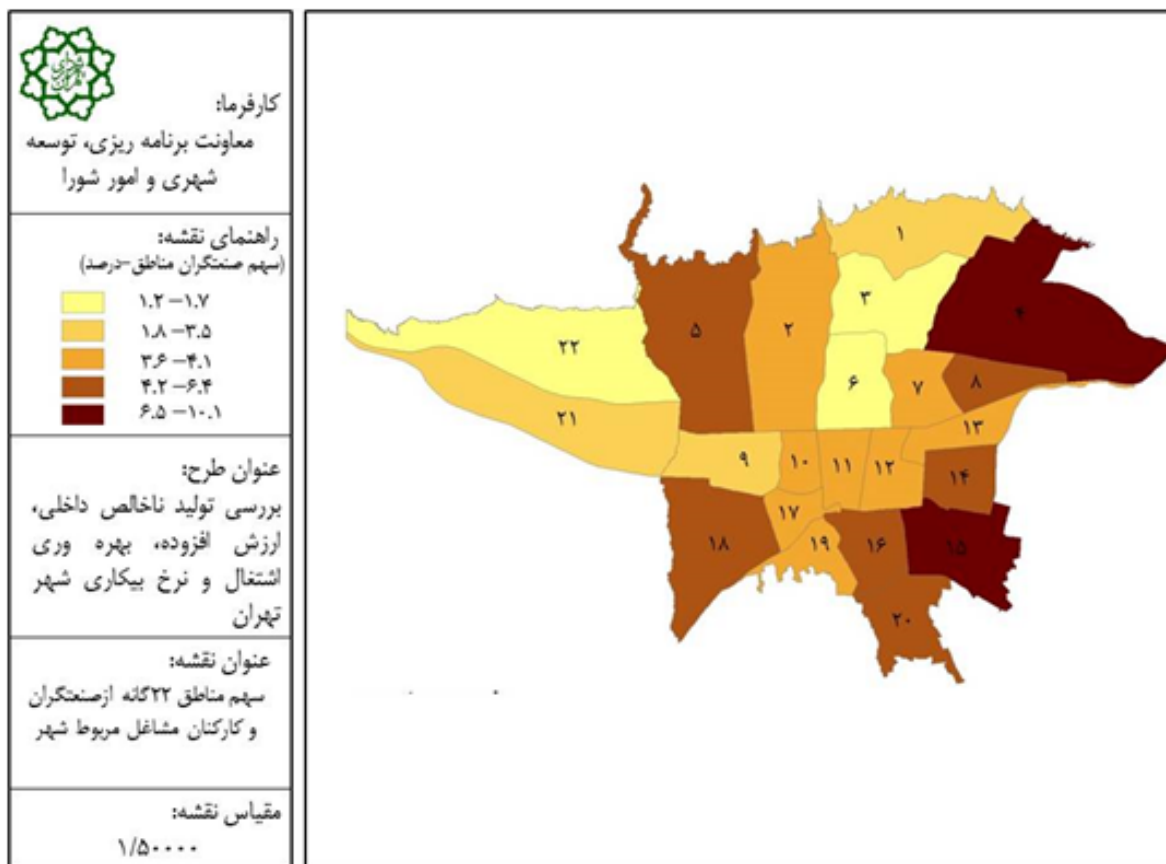 شهرداری تهران
کارفرما:
معاونت برنامه ریزی، توسعه
شهری و امور شورا
راهنمای نقشه:
(سهم صنعتگران مناطق-درصد)
۱.۲-۱.۷
۱.۸-۳.۵
۳.۶-۴.۱
۴.۲-۶.۴
۶.۵-۱۰.۱
عنوان طرح:
بررسی تولید ناخالص داخلی،
ارزش افزوده، بهره وری
اشتغال و نرخ بیکاری شهر
تهران
عنوان نقشه:
سهم مناطق ۲۲گانه ازصنعتگران
و کارکنان مشاغل مربوط شهر
مقیاس نقشه:
۱/۵۰۰۰۰
۱
۳
۴
۲
۵
۲۲
۶
۷
۸
۲۱
۱۳
۹
۱۰
۱۱
۱۲
۱۴
۱۷
۱۸
۱۹
۱۶
۱۵
۲۰